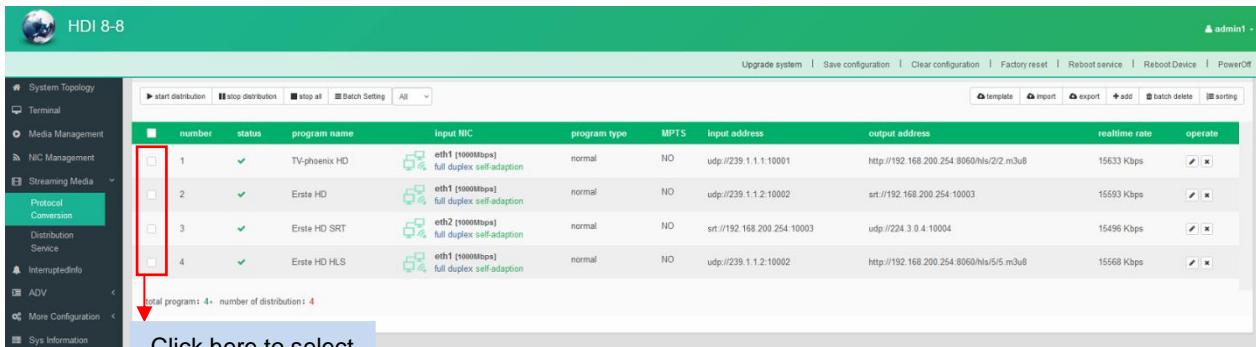 HDI 8-8
admin1
Upgrade system | Save configuration | Clear configuration | Factory reset | Reboot service | Reboot Device | PowerOff
System Topology
Terminal
Media Management
NIC Management
Streaming Media
Protocol
Conversion
Distribution
Service
InterruptedInfo
ADV
More Configuration
Sys Information
start distribution stop distribution stop all Batch Setting All template import export add batch delete sorting
number status program name input NIC program type MPTS input address output address realtime rate operate
1 TV-phoenix HD eth1 [1000Mbps] normal NO udp://239.1.1.1:10001 http://192.168.200.254:8060/hls/2/2.m3u8 15633 Kbps
full duplex self-adaption
2 Erste HD eth1 [1000Mbps] normal NO udp://239.1.1.2:10002 srt://192.168.200.254:10003 15593 Kbps
full duplex self-adaption
3 Erste HD SRT eth2 [1000Mbps] normal NO srt://192.168.200.254:10003 udp://224.3.0.4:10004 15496 Kbps
full duplex self-adaption
4 Erste HD HLS eth1 [1000Mbps] normal NO udp://239.1.1.2:10002 http://192.168.200.254:8060/hls/5/5.m3u8 15568 Kbps
full duplex self-adaption
total program: 4, number of distribution: 4
Click here to select